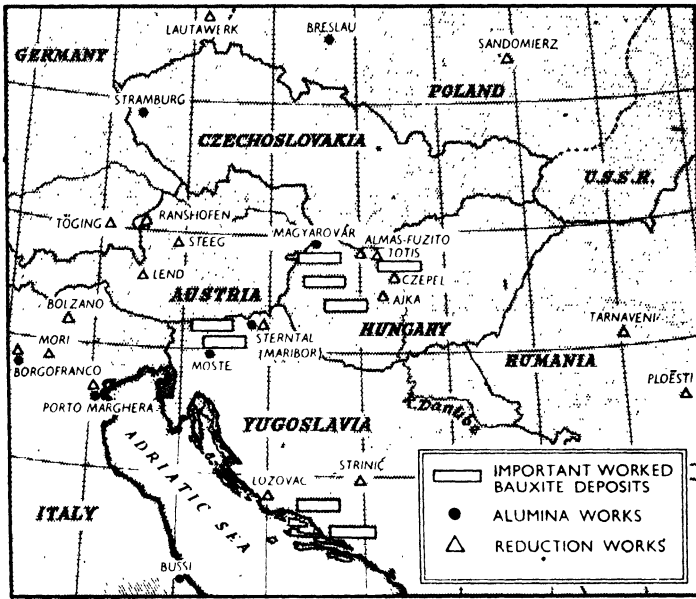 LAUTAWERK
BRESLAU
GERMANY
SANDOMIERZ
STRAMBURG
POLAND
CZECHOSLOVAKIA
U.S.S.R.
TÖGING
RANSHOFEN
STEEG
MAGYAROVÁR
ALMAS-FUZITO
TOTIS
LEND
CZEPEL
AUSTRIA
AJKA
BOLZANO
HUNGARY
TARNAVENI
MORI
STERNTAL
(MARIBOR)
MOSTE
RUMANIA
BORGOFRANCO
PLOËSTI
PORTO MARGHERA
R. Danube
YUGOSLAVIA
ADRIATIC SEA
LOZOVAC
STRINIĆ
ITALY
BUSSI
IMPORTANT WORKED
BAUXITE DEPOSITS
ALUMINA WORKS
REDUCTION WORKS